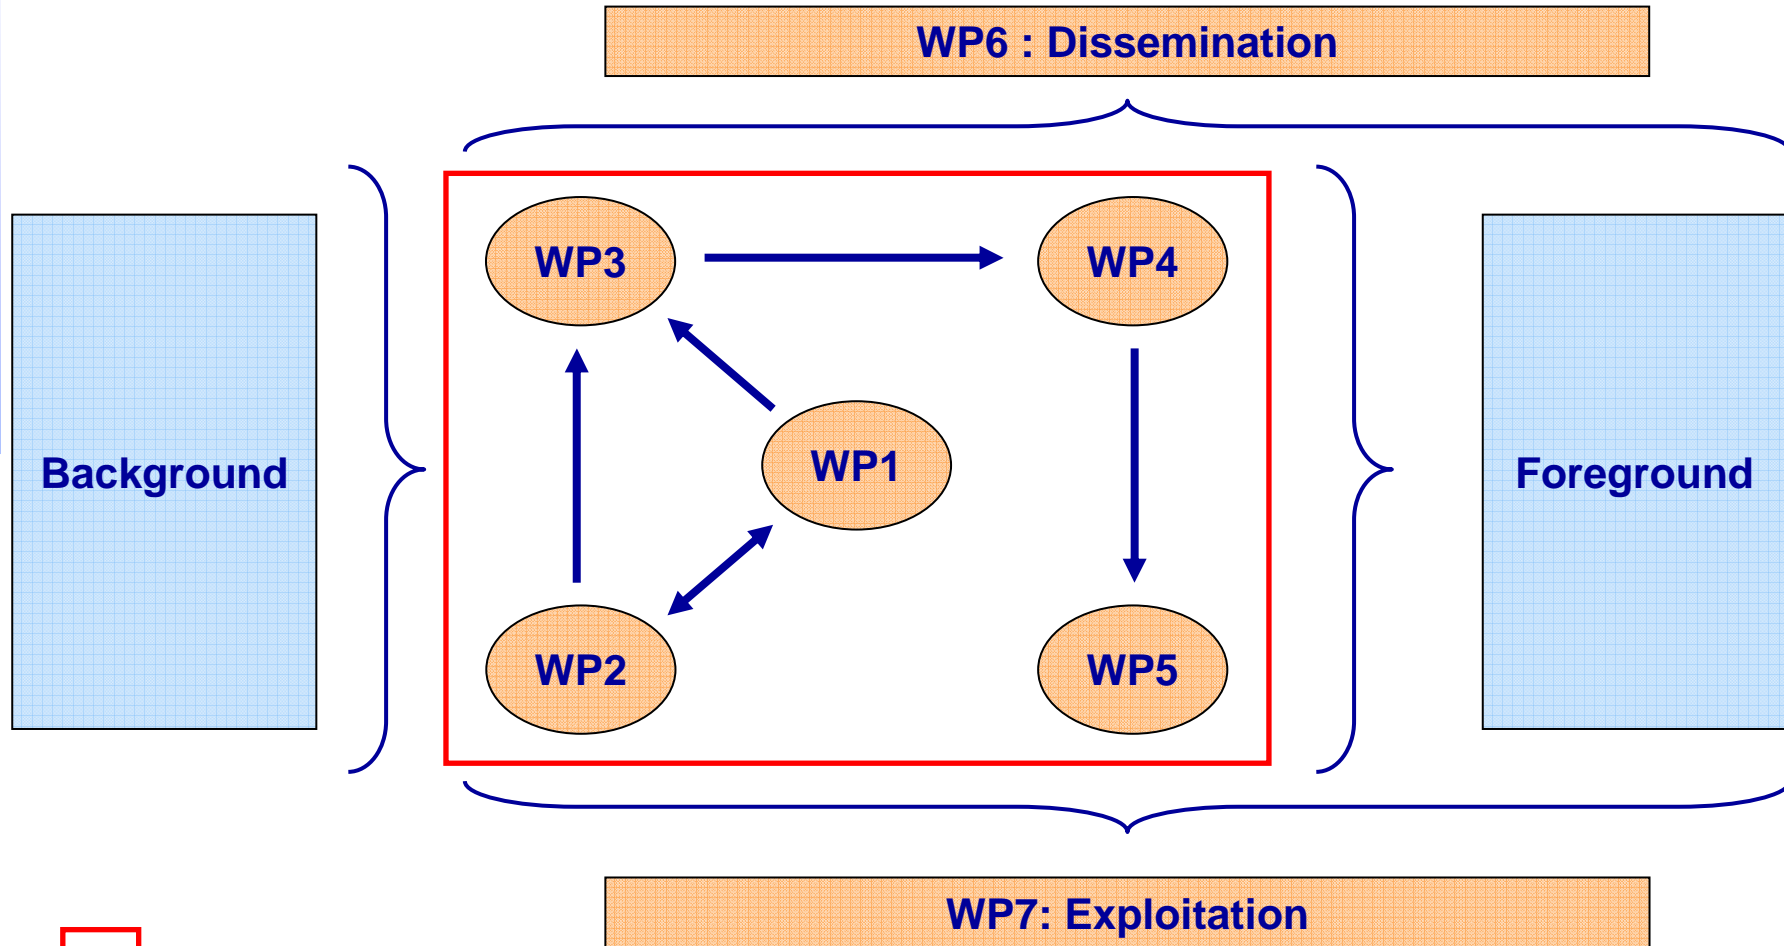 WP6 : Dissemination
WP3
WP4
Background
WP1
Foreground
WP2
WP5
WP7: Exploitation